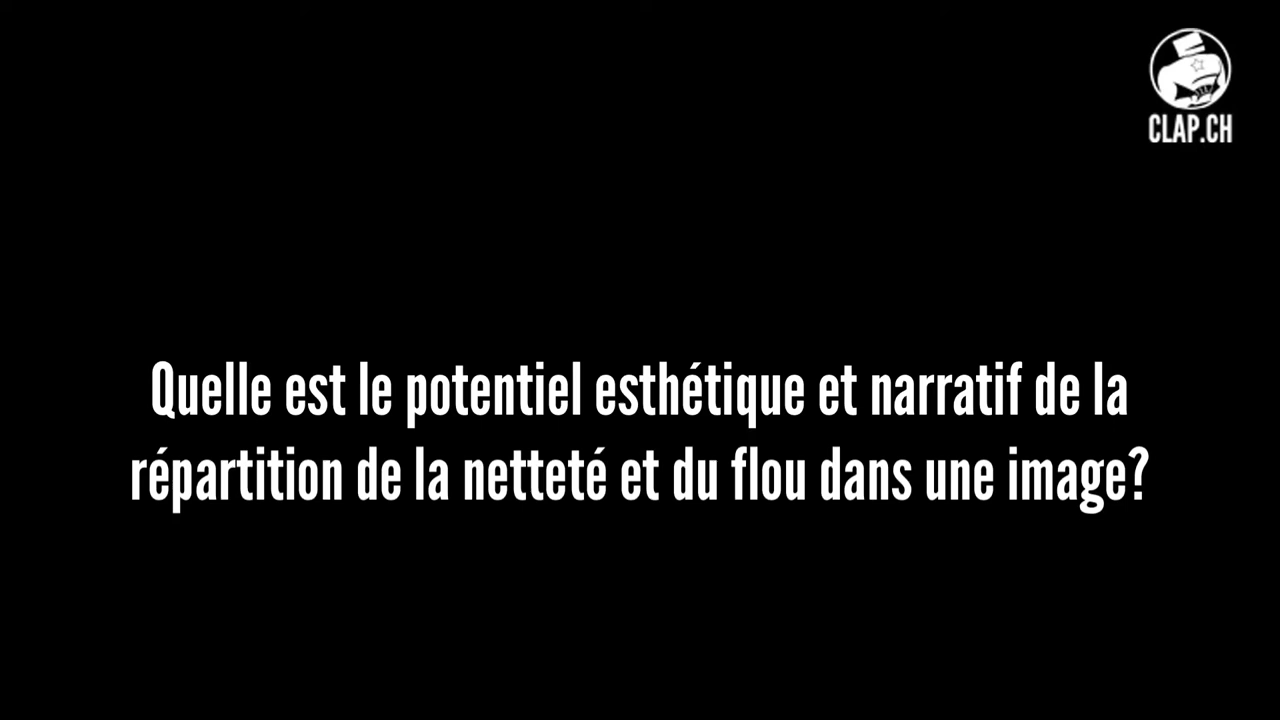 CLAP.CH
Quelle est le potentiel esthétique et narratif de la
répartition de la netteté et du flou dans une image?